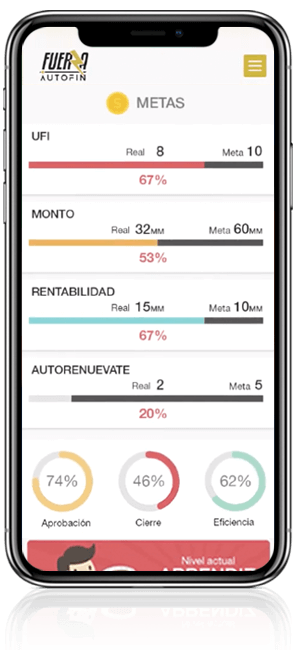 FUERZA
AUTOFIN
$ METAS
UFI
Real 8 Meta 10
67%
MONTO
Real 32MM Meta 60MM
53%
RENTABILIDAD
Real 15MM Meta 10MM
67%
AUTORENUEVATE
Real 2 Meta 5
20%
74% 46% 62%
Aprobación Cierre Eficiencia
Nivel actual